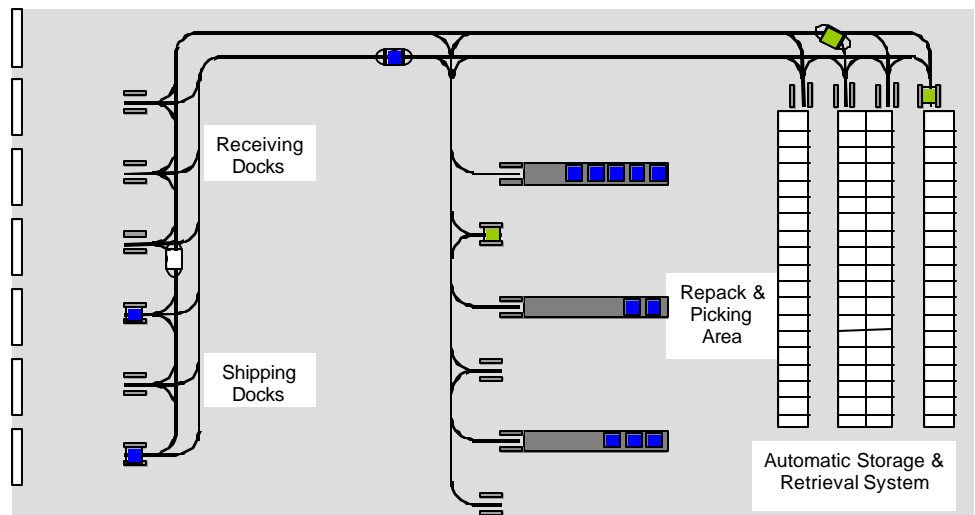 Receiving
Docks
Repack &
Picking
Area
Shipping
Docks
Automatic Storage &
Retrieval System